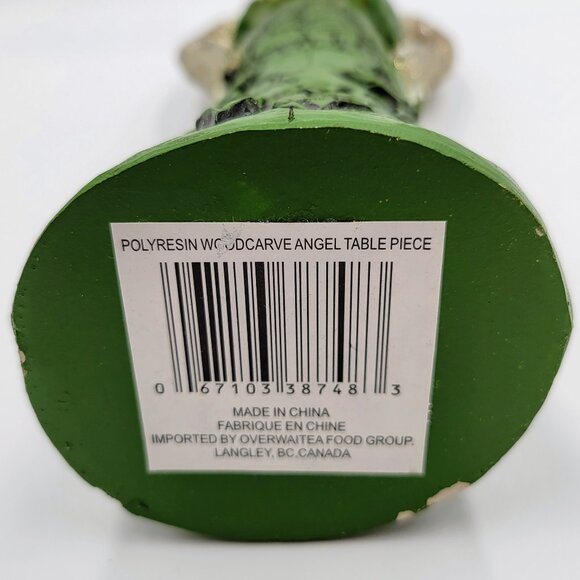 POLYRESIN WOODCARVE ANGEL TABLE PIECE
0 67103 38748 3
MADE IN CHINA
FABRIQUE EN CHINE
IMPORTED BY OVERWAITEA FOOD GROUP.
LANGLEY, BC,CANADA